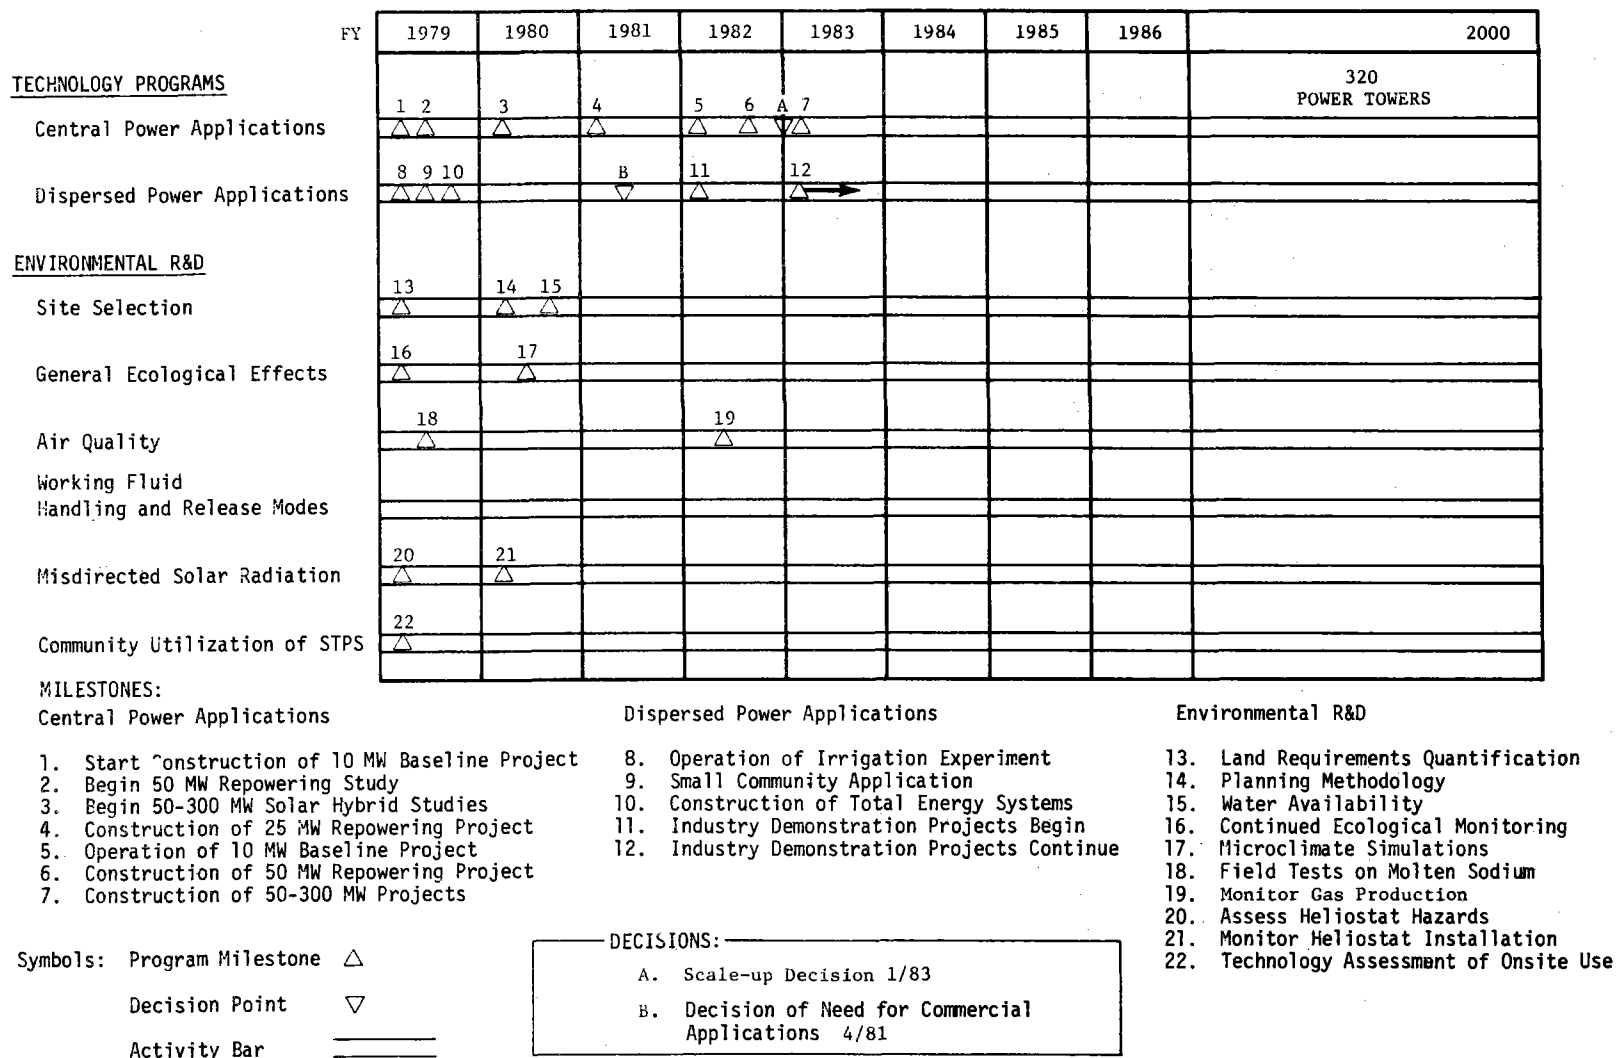 FY 1979 1980 1981 1982 1983 1984 1985 1986 2000
TECHNOLOGY PROGRAMS
320
POWER TOWERS
1 2 3 4 5 6 A 7
Central Power Applications
8 9 10 B 11 12
Dispersed Power Applications
ENVIRONMENTAL R&D
13 14 15
Site Selection
16 17
General Ecological Effects
18 19
Air Quality
Working Fluid
Handling and Release Modes
20 21
Misdirected Solar Radiation
22
Community Utilization of STPS
MILESTONES:
Central Power Applications
1. Start Construction of 10 MW Baseline Project
2. Begin 50 MW Repowering Study
3. Begin 50-300 MW Solar Hybrid Studies
4. Construction of 25 MW Repowering Project
5. Operation of 10 MW Baseline Project
6. Construction of 50 MW Repowering Project
7. Construction of 50-300 MW Projects
Dispersed Power Applications
8. Operation of Irrigation Experiment
9. Small Community Application
10. Construction of Total Energy Systems
11. Industry Demonstration Projects Begin
12. Industry Demonstration Projects Continue
Environmental R&D
13. Land Requirements Quantification
14. Planning Methodology
15. Water Availability
16. Continued Ecological Monitoring
17. Microclimate Simulations
18. Field Tests on Molten Sodium
19. Monitor Gas Production
20. Assess Heliostat Hazards
21. Monitor Heliostat Installation
22. Technology Assessment of Onsite Use
Symbols: Program Milestone △
Decision Point ▽
Activity Bar
DECISIONS:
A. Scale-up Decision 1/83
B. Decision of Need for Commercial
Applications 4/81